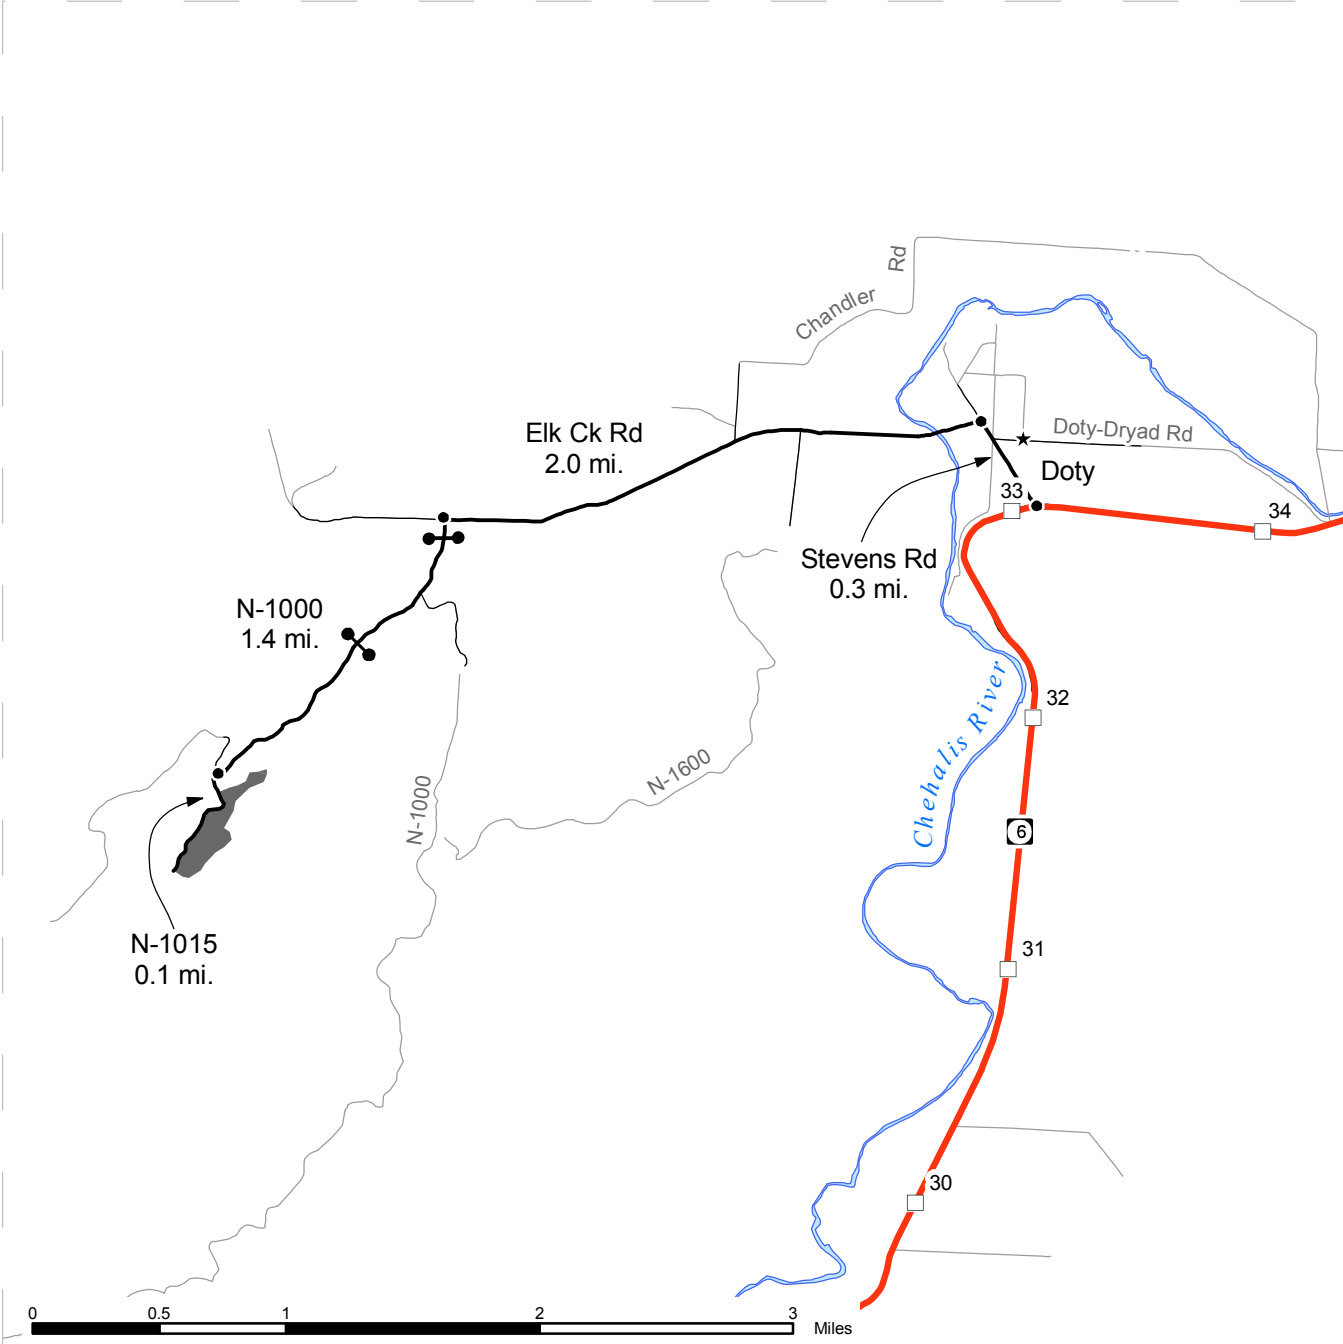 Rd
Chandler
Elk Ck Rd
2.0 mi.
Doty-Dryad Rd
Doty
33
34
Stevens Rd
0.3 mi.
N-1000
1.4 mi.
32
Chehalis River
N-1600
N-1000
6
N-1015
0.1 mi.
31
30
0 0.5 1 2 3
Miles